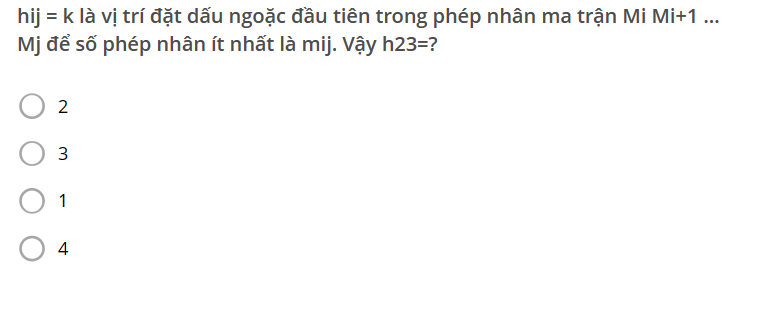 hij = k là vị trí đặt dấu ngoặc đầu tiên trong phép nhân ma trận Mi Mi+1 ...
Mj để số phép nhân ít nhất là mij. Vậy h23=?
2
3
1
4